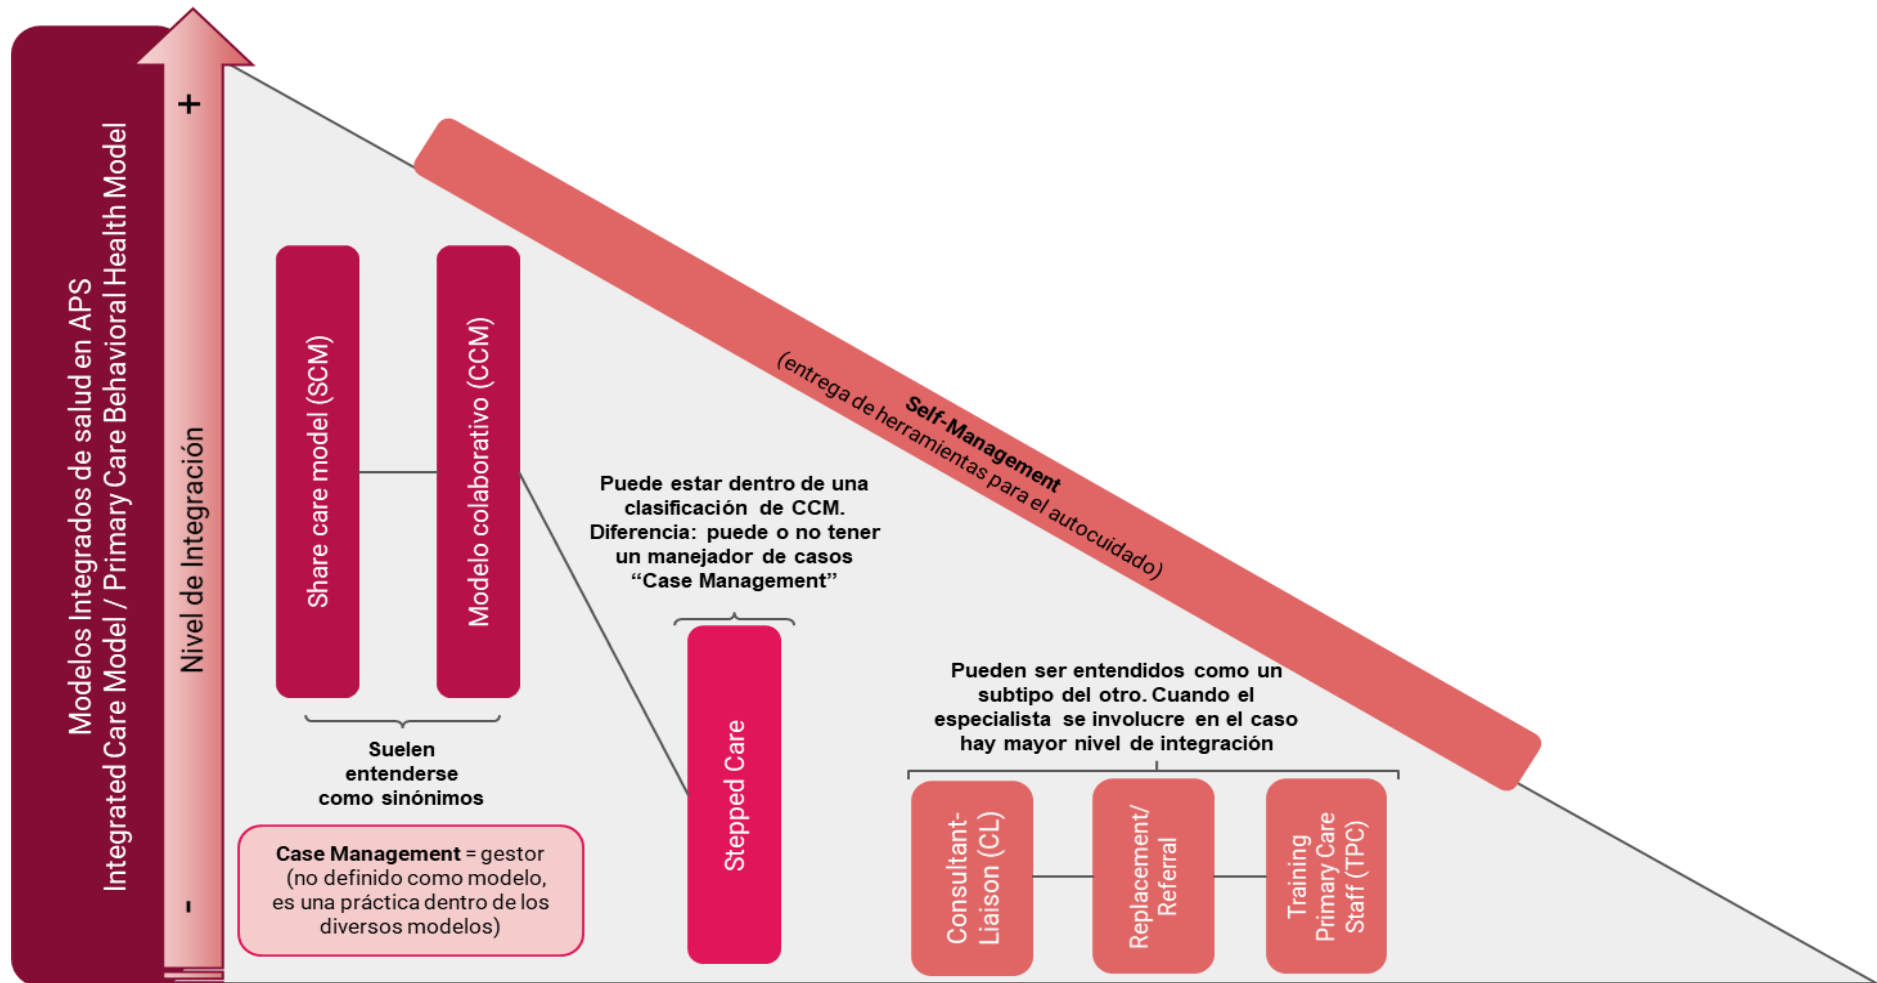 Modelos Integrados de salud en APS
Integrated Care Model / Primary Care Behavioral Health Model
+
Nivel de Integración
-
Share care model (SCM)
Modelo colaborativo (CCM)
Suelen
entenderse
como sinónimos
Case Management = gestor
(no definido como modelo,
es una práctica dentro de los
diversos modelos)
Puede estar dentro de una
clasificación de CCM.
Diferencia: puede o no tener
un manejador de casos
“Case Management”
Stepped Care
Self-Management
(entrega de herramientas para el autocuidado)
Pueden ser entendidos como un
subtipo del otro. Cuando el
especialista se involucre en el caso
hay mayor nivel de integración
Consultant-
Liaison (CL)
Replacement/
Referral
Training
Primary Care
Staff (TPC)